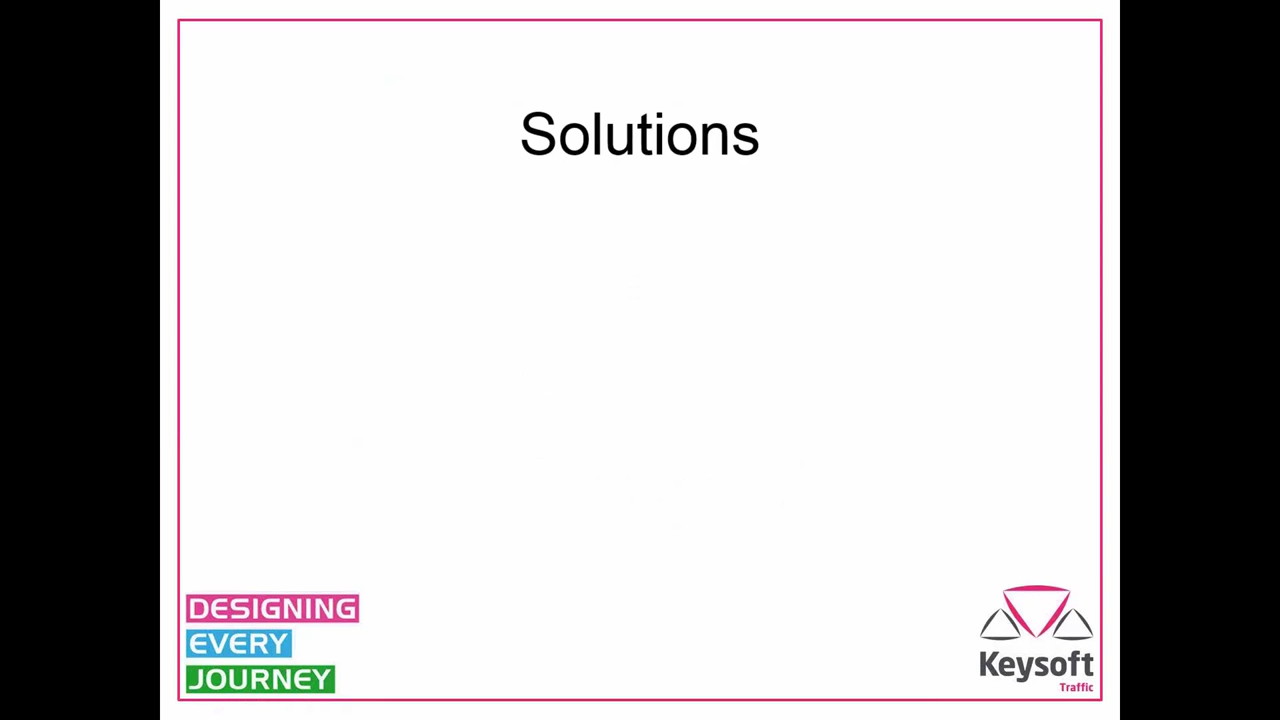 Solutions
DESIGNING
EVERY
JOURNEY
Keysoft
Traffic